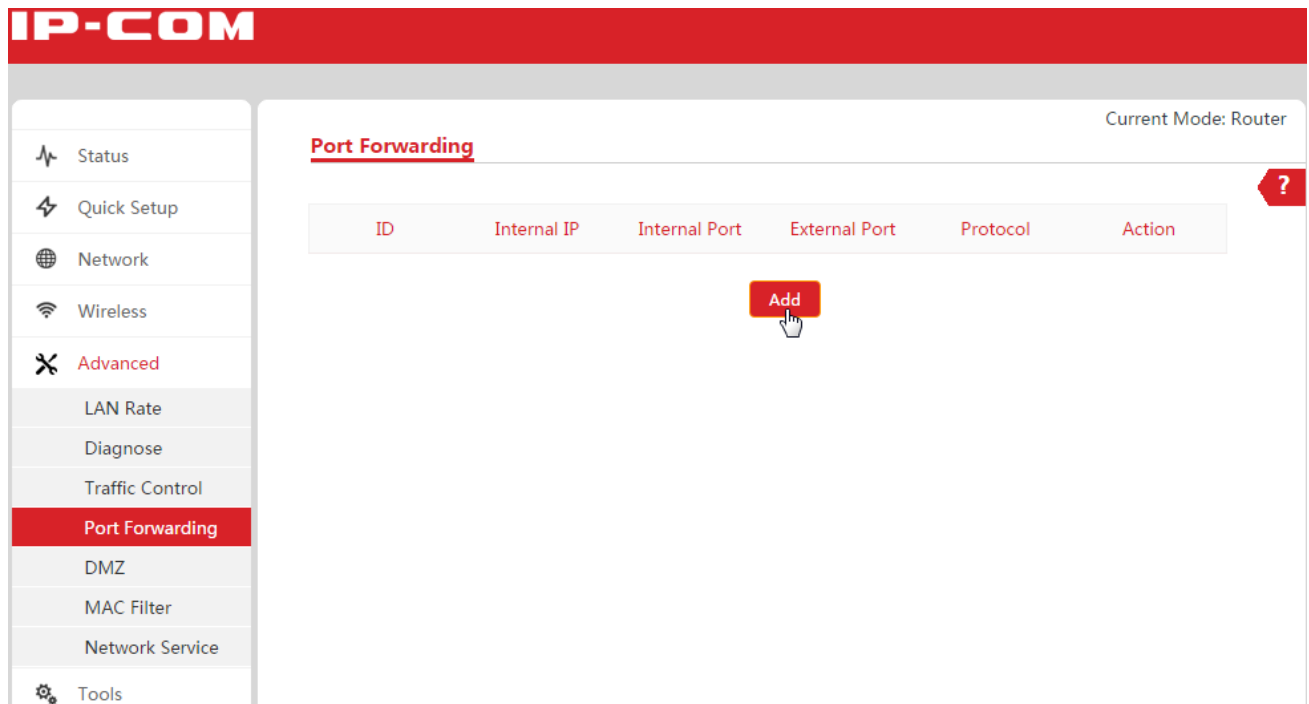 IP-COM
Current Mode: Router
Port Forwarding
?
Status
Quick Setup
Network
Wireless
Advanced
LAN Rate
Diagnose
Traffic Control
Port Forwarding
DMZ
MAC Filter
Network Service
Tools
ID Internal IP Internal Port External Port Protocol Action
Add